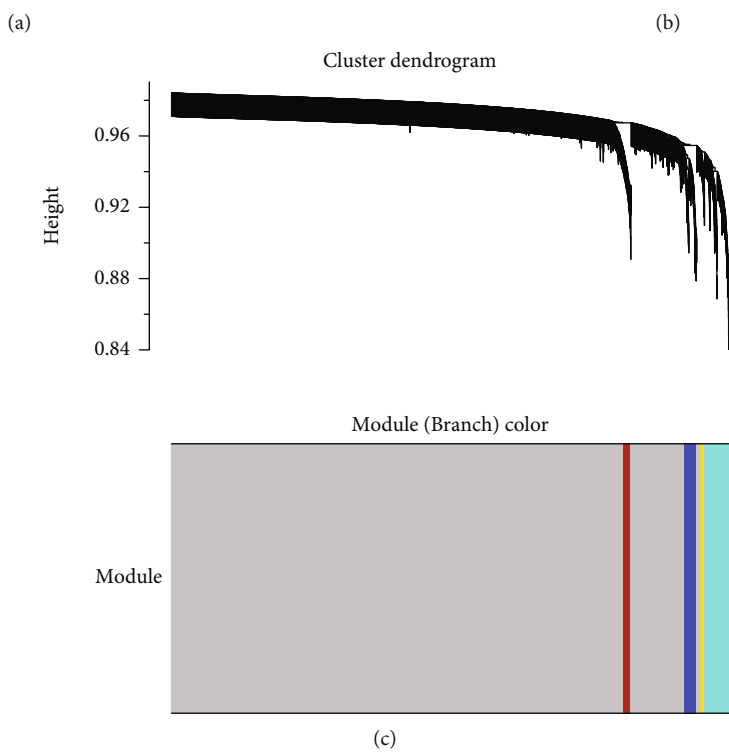 (a)
(b)
Cluster dendrogram
Height
0.96
0.92
0.88
0.84
Module (Branch) color
Module
(c)